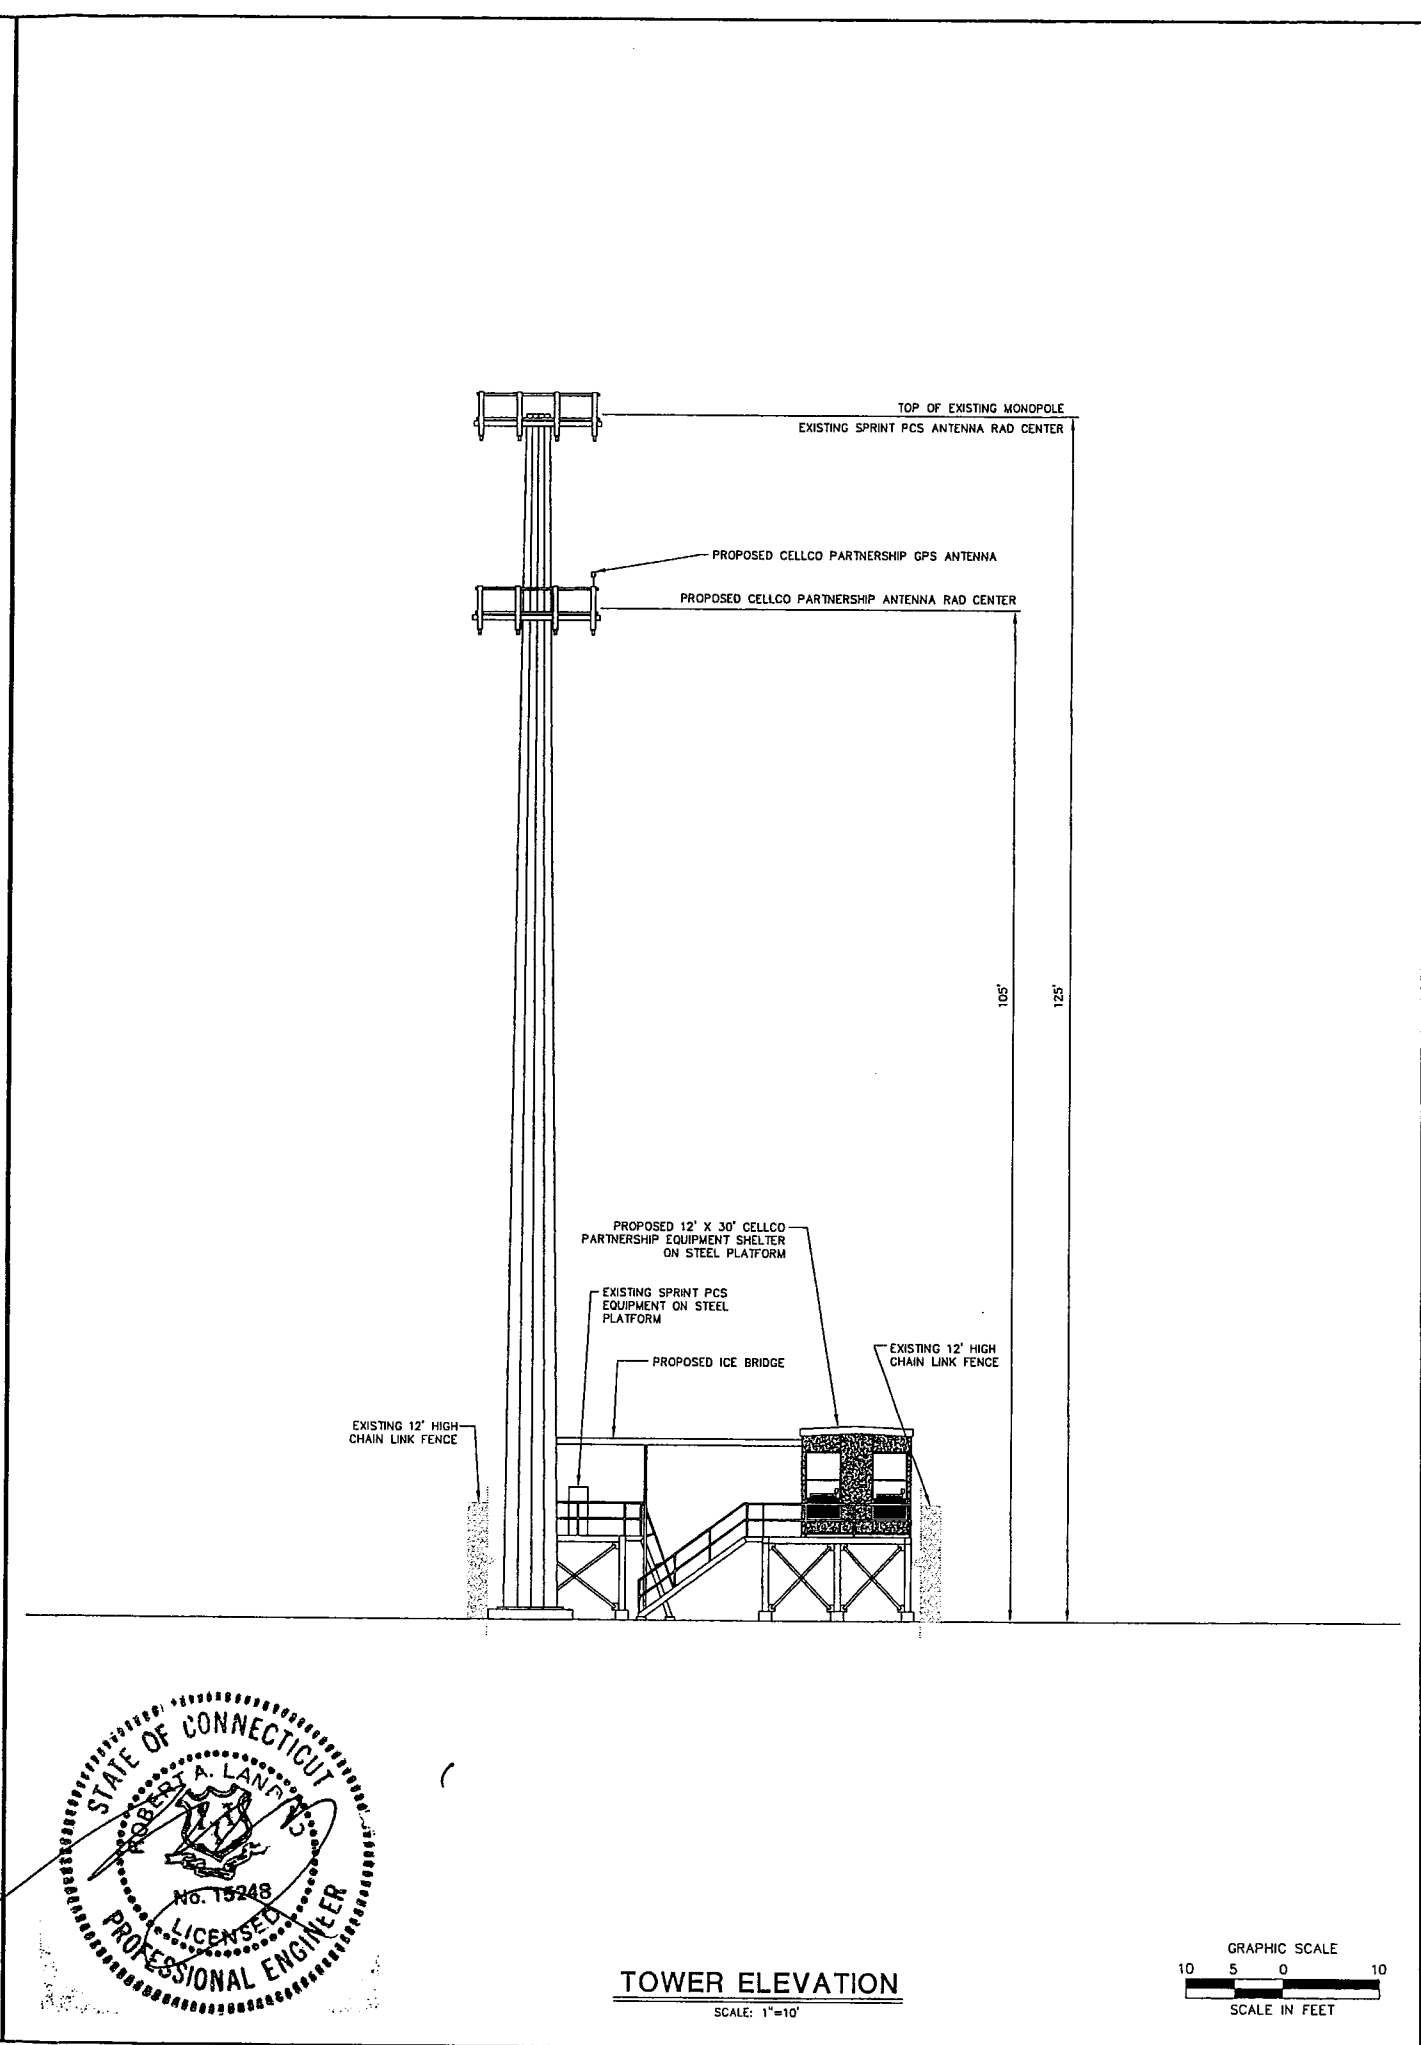 TOP OF EXISTING MONOPOLE
EXISTING SPRINT PCS ANTENNA RAD CENTER
PROPOSED CELLCO PARTNERSHIP GPS ANTENNA
PROPOSED CELLCO PARTNERSHIP ANTENNA RAD CENTER
105'
125'
PROPOSED 12' X 30' CELLCO
PARTNERSHIP EQUIPMENT SHELTER
ON STEEL PLATFORM
EXISTING SPRINT PCS
EQUIPMENT ON STEEL
PLATFORM
PROPOSED ICE BRIDGE
EXISTING 12' HIGH
CHAIN LINK FENCE
EXISTING 12' HIGH
CHAIN LINK FENCE
STATE OF CONNECTICUT
ROBERT A.
No. 15248
LICENSED
PROFESSIONAL ENGINEER
TOWER ELEVATION
SCALE: 1"=10'
GRAPHIC SCALE
10 5 0 10
SCALE IN FEET